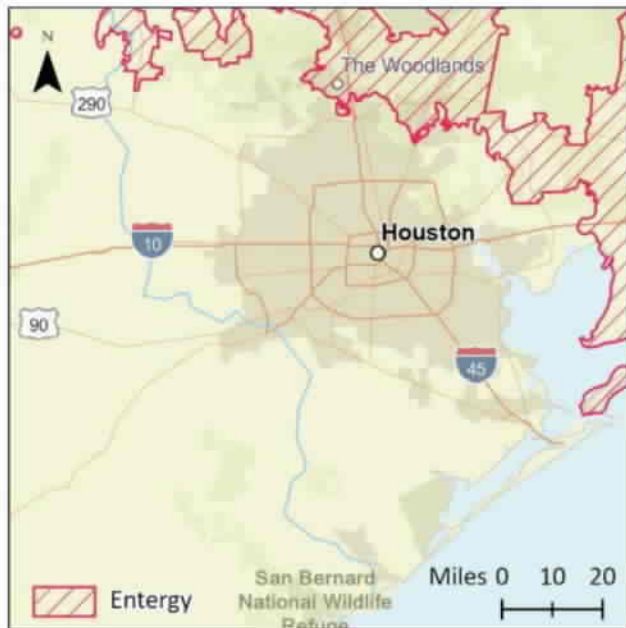 N
The Woodlands
290
Houston
10
90
45
San Bernard
National Wildlife
Refuge
Miles 0 10 20
Entergy